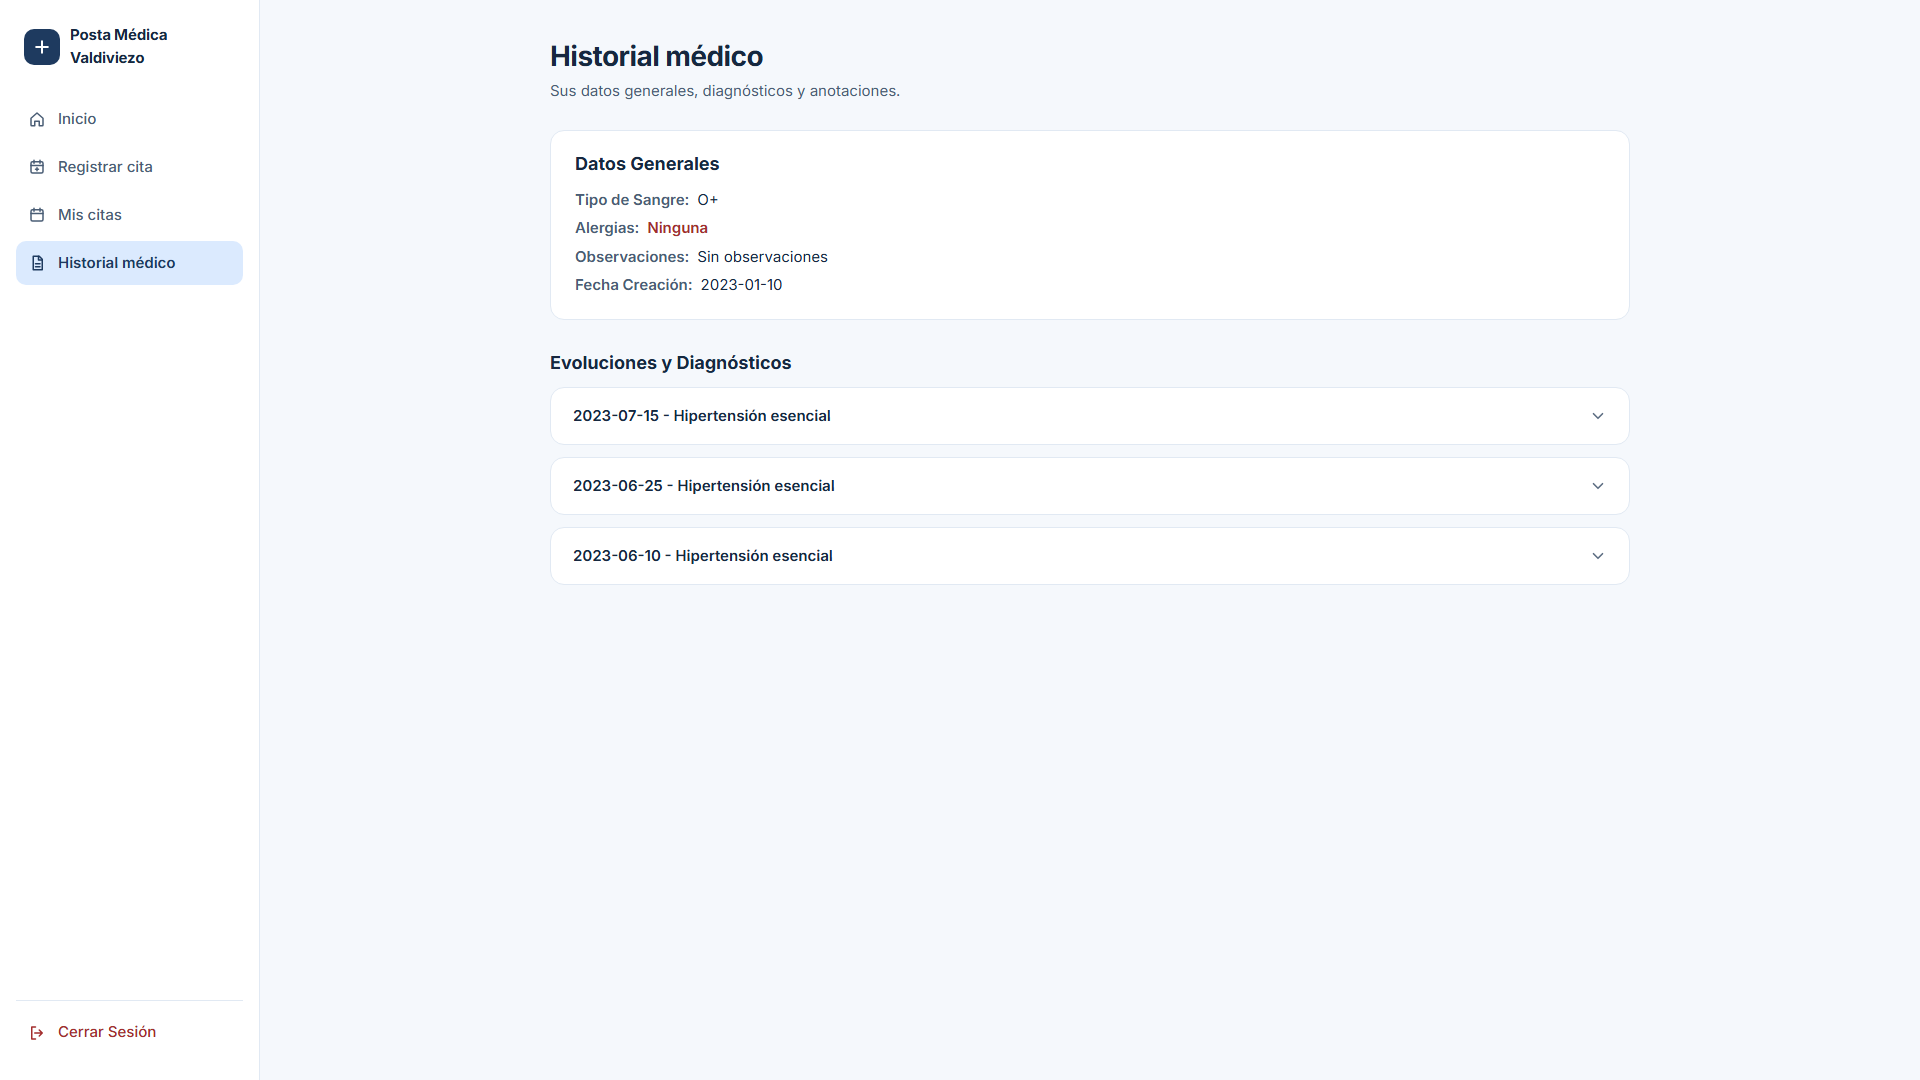 Posta Médica
Valdiviezo
Inicio
Registrar cita
Mis citas
Historial médico
Cerrar Sesión
Historial médico
Sus datos generales, diagnósticos y anotaciones.
Datos Generales
Tipo de Sangre: O+
Alergias: Ninguna
Observaciones: Sin observaciones
Fecha Creación: 2023-01-10
Evoluciones y Diagnósticos
2023-07-15 - Hipertensión esencial
2023-06-25 - Hipertensión esencial
2023-06-10 - Hipertensión esencial